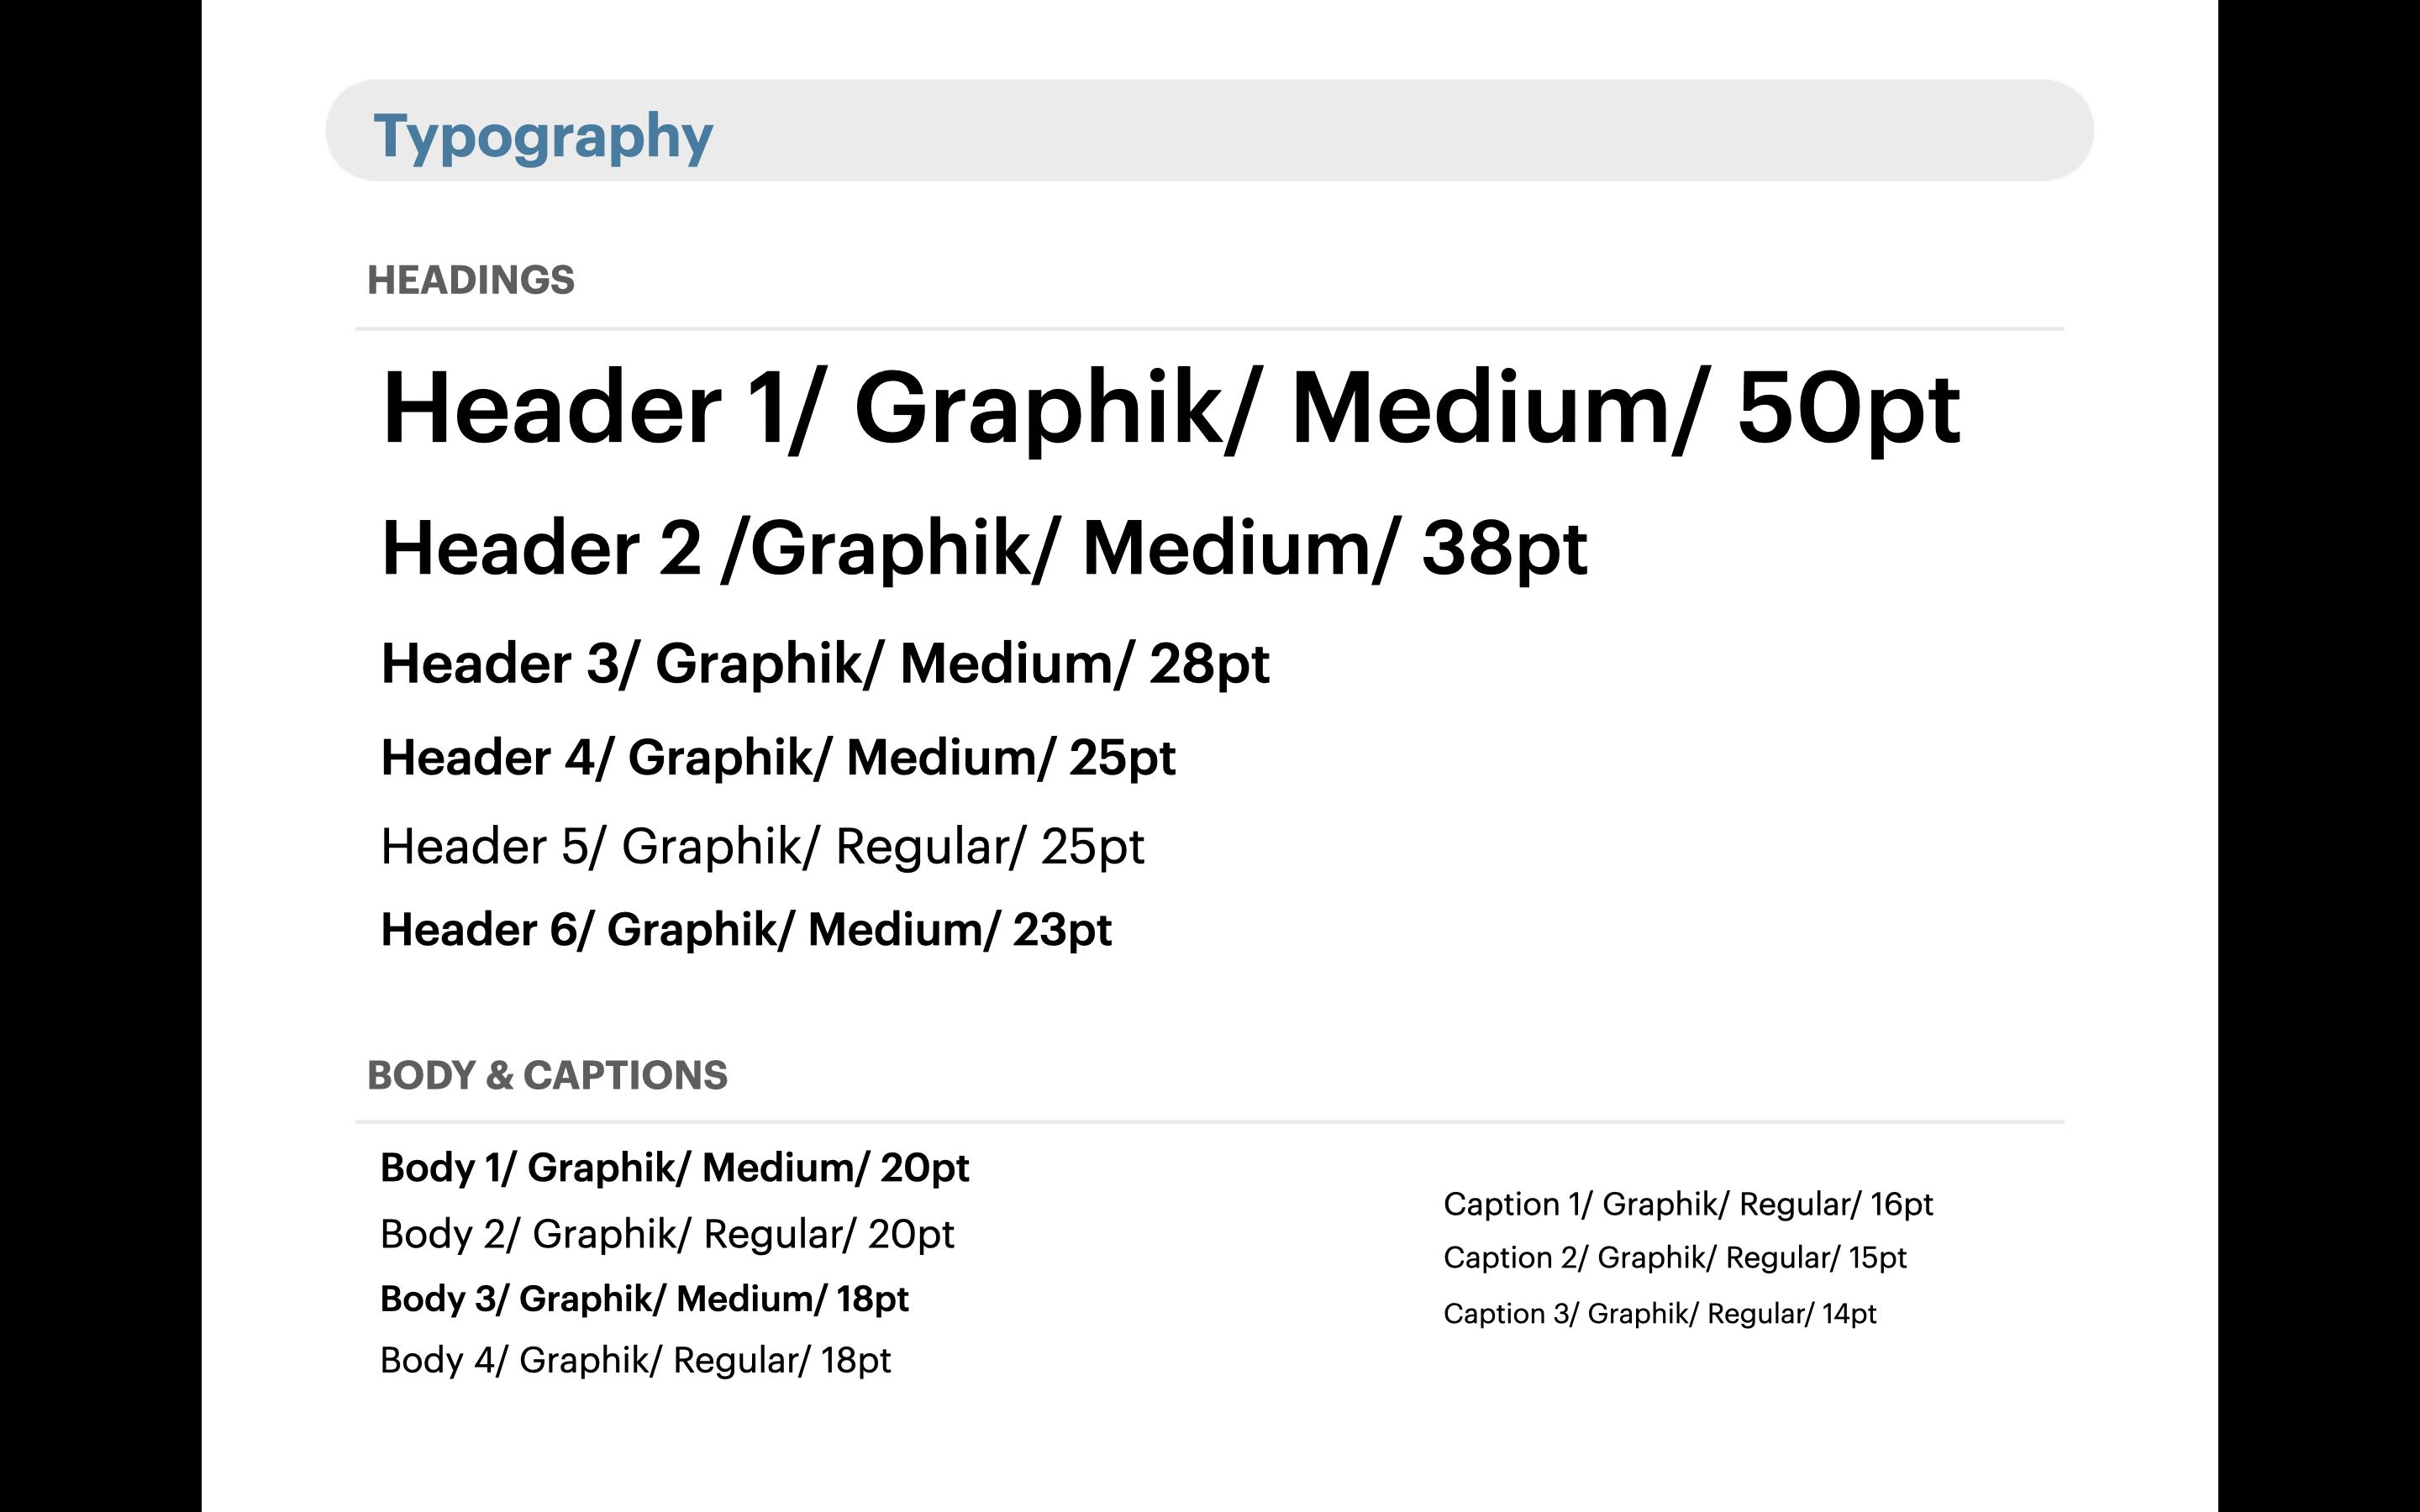 Typography
HEADINGS
Header 1/ Graphik/ Medium/ 50pt
Header 2 /Graphik/ Medium/ 38pt
Header 3/ Graphik/ Medium/ 28pt
Header 4/ Graphik/ Medium/ 25pt
Header 5/ Graphik/ Regular/ 25pt
Header 6/ Graphik/ Medium/ 23pt
BODY & CAPTIONS
Body 1/ Graphik/ Medium/ 20pt
Body 2/ Graphik/ Regular/ 20pt
Body 3/ Graphik/ Medium/ 18pt
Body 4/ Graphik/ Regular/ 18pt
Caption 1/ Graphik/ Regular/ 16pt
Caption 2/ Graphik/ Regular/ 15pt
Caption 3/ Graphik/ Regular/ 14pt